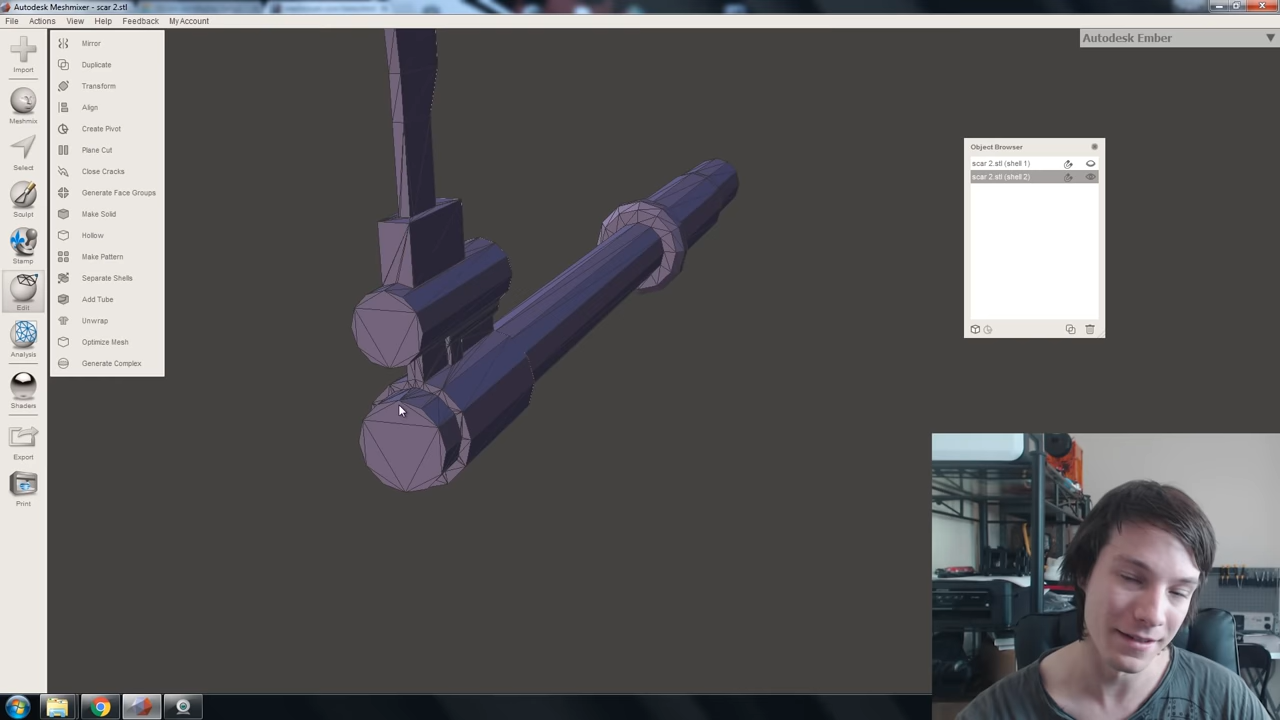 Autodesk Meshmixer - scar 2.stl
File Actions View Help Feedback My Account
Import
Meshmix
Select
Sculpt
Stamp
Edit
Analysis
Shaders
Export
Print
Mirror
Duplicate
Transform
Align
Create Pivot
Plane Cut
Close Cracks
Generate Face Groups
Make Solid
Hollow
Make Pattern
Separate Shells
Add Tube
Unwrap
Optimize Mesh
Generate Complex
Autodesk Ember
Object Browser
scar 2.stl (shell 1)
scar 2.stl (shell 2)